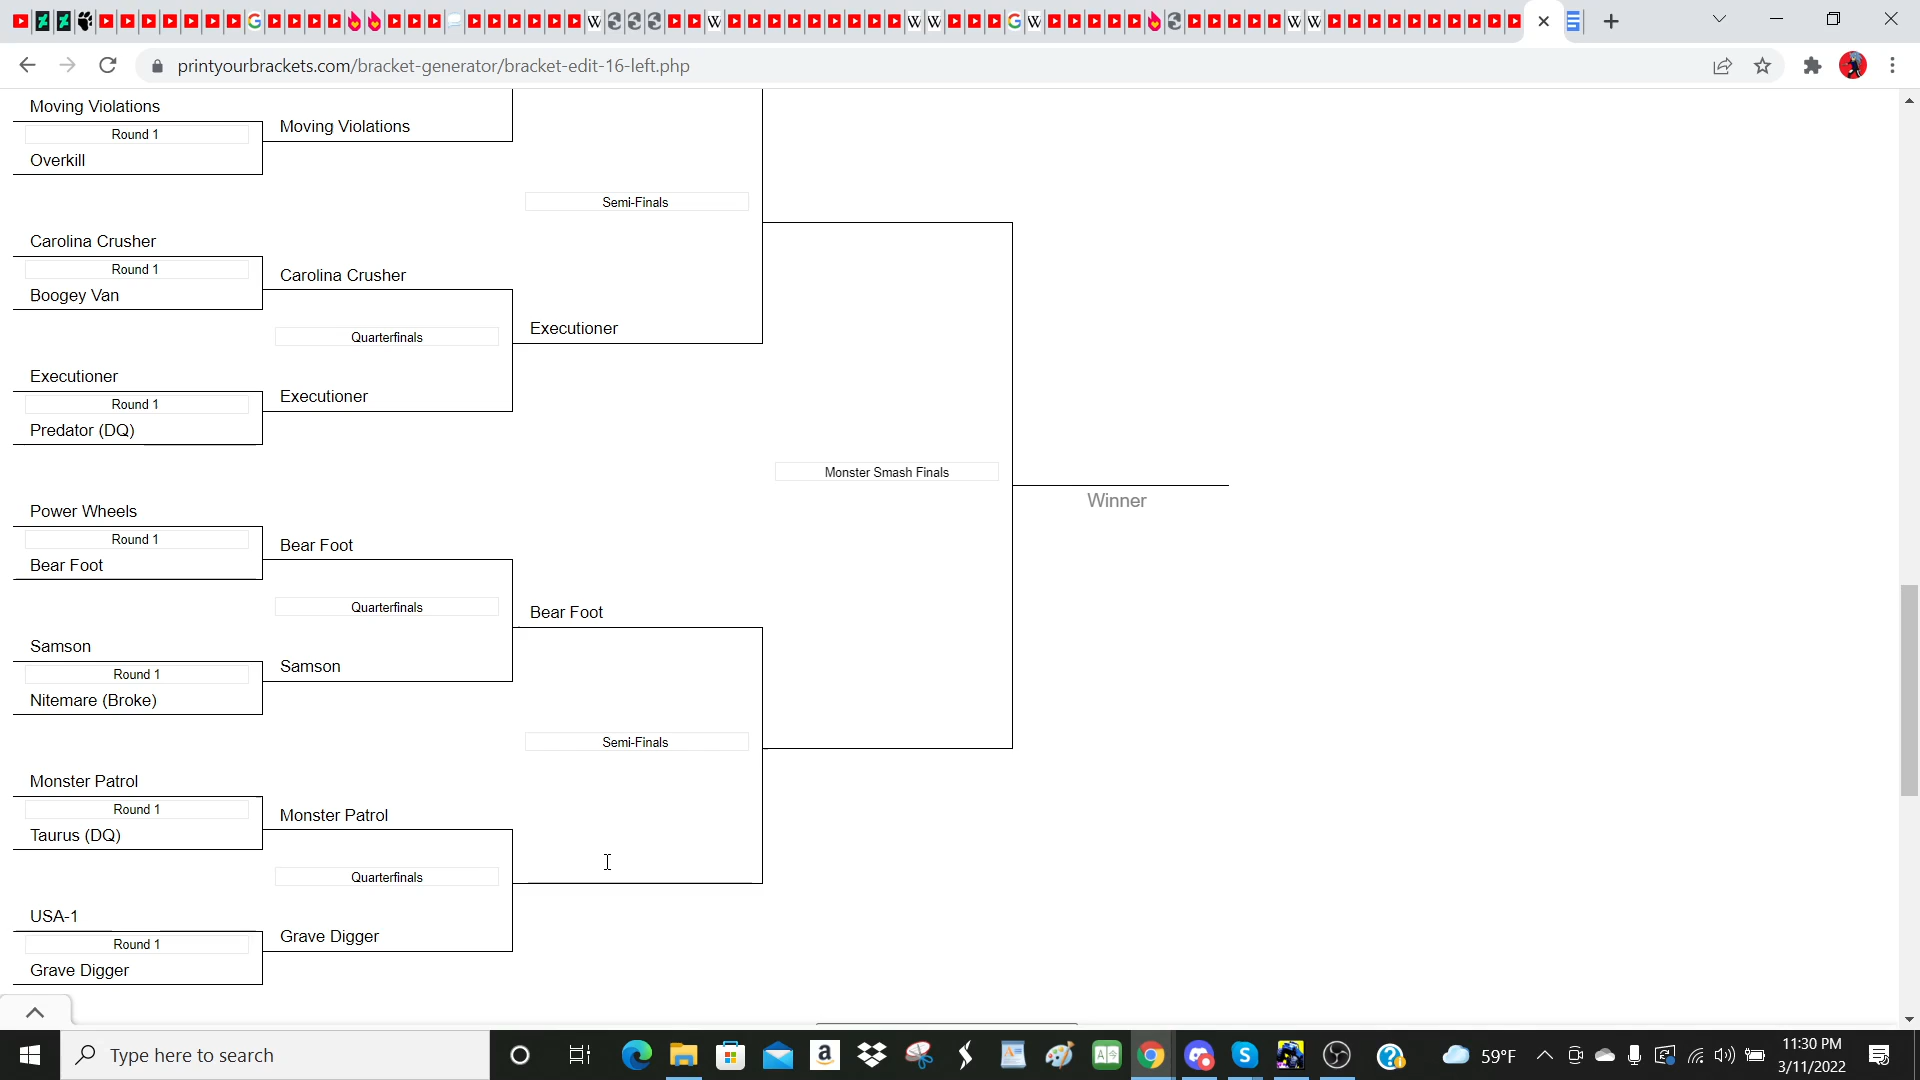 printyourbrackets.com/bracket-generator/bracket-edit-16-left.php
Moving Violations
Round 1
Overkill
Moving Violations
Semi-Finals
Carolina Crusher
Round 1
Boogey Van
Carolina Crusher
Quarterfinals
Executioner
Executioner
Round 1
Predator (DQ)
Executioner
Monster Smash Finals
Winner
Power Wheels
Round 1
Bear Foot
Bear Foot
Quarterfinals
Bear Foot
Samson
Round 1
Nitemare (Broke)
Samson
Semi-Finals
Monster Patrol
Round 1
Taurus (DQ)
Monster Patrol
Quarterfinals
USA-1
Round 1
Grave Digger
Grave Digger
Type here to search
59°F
11:30 PM
3/11/2022